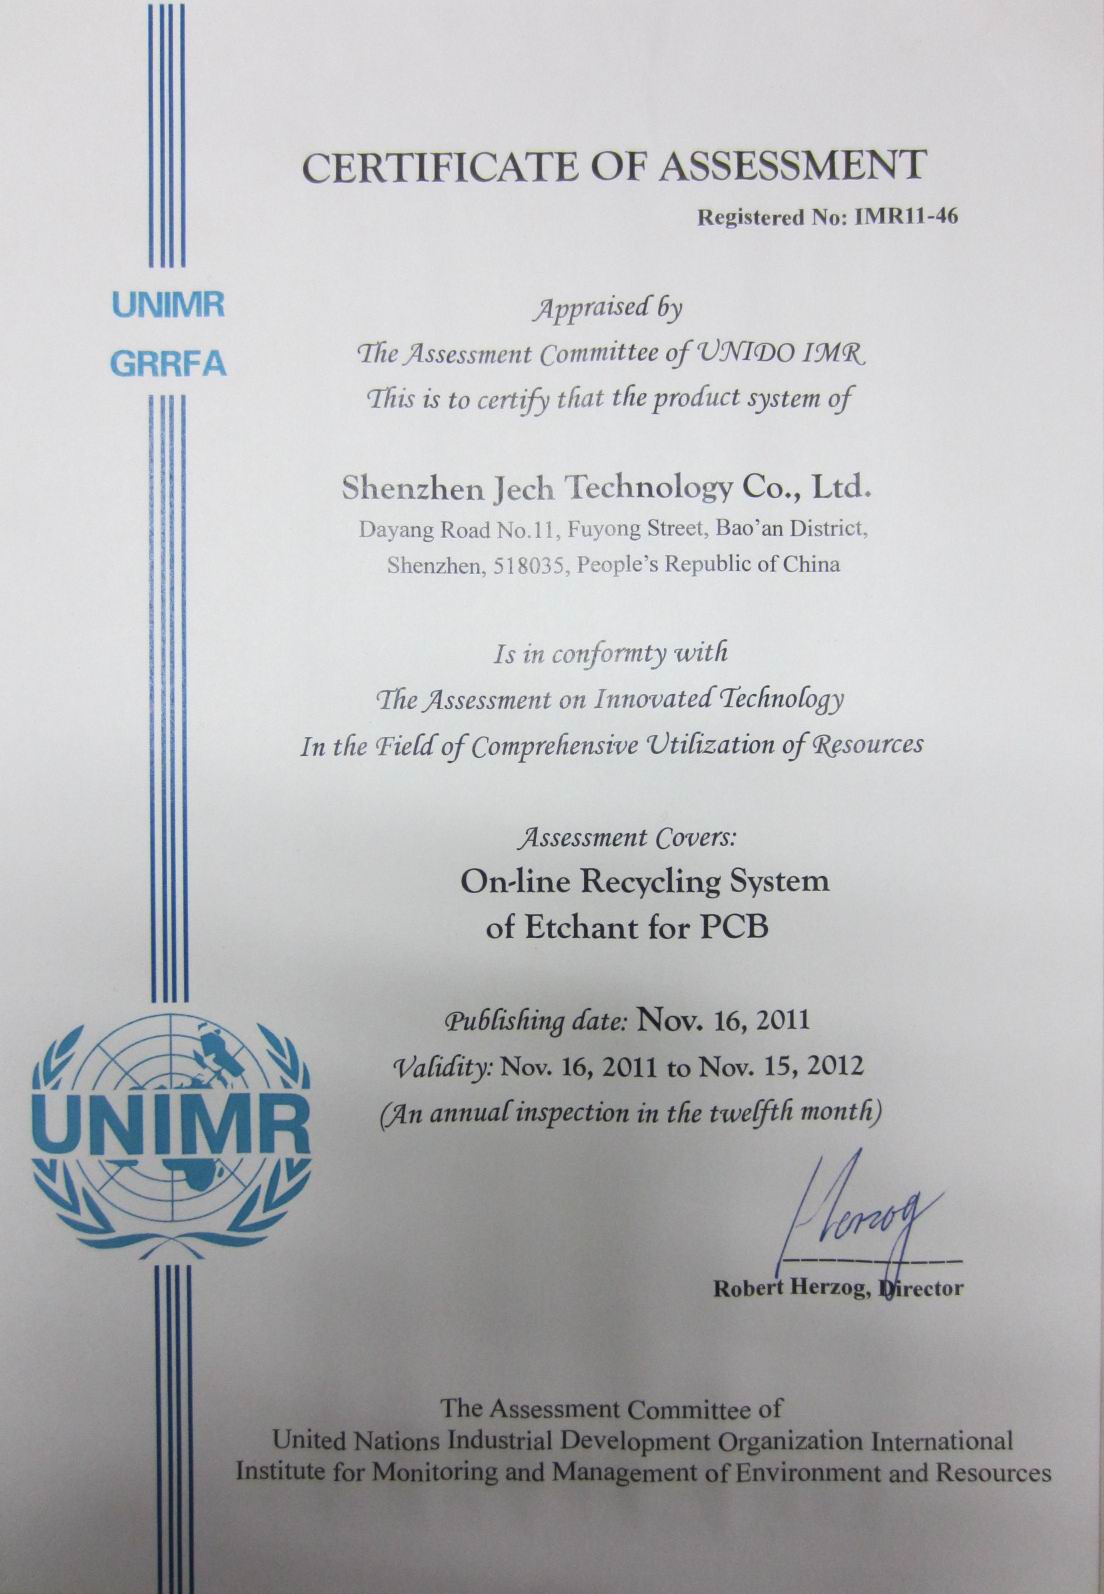 CERTIFICATE OF ASSESSMENT
Registered No: IMR11-46
UNIMR
GRRFA
Appraised by
The Assessment Committee of UNIDO IMR
This is to certify that the product system of
Shenzhen Jech Technology Co., Ltd.
Dayang Road No.11, Fuyong Street, Bao’an District,
Shenzhen, 518035, People’s Republic of China
Is in conformty with
The Assessment on Innovated Technology
In the Field of Comprehensive Utilization of Resources
Assessment Covers:
On-line Recycling System
of Etchant for PCB
Publishing date: Nov. 16, 2011
Validity: Nov. 16, 2011 to Nov. 15, 2012
(An annual inspection in the twelfth month)
UNIMR
Herzog
Robert Herzog, Director
The Assessment Committee of
United Nations Industrial Development Organization International
Institute for Monitoring and Management of Environment and Resources